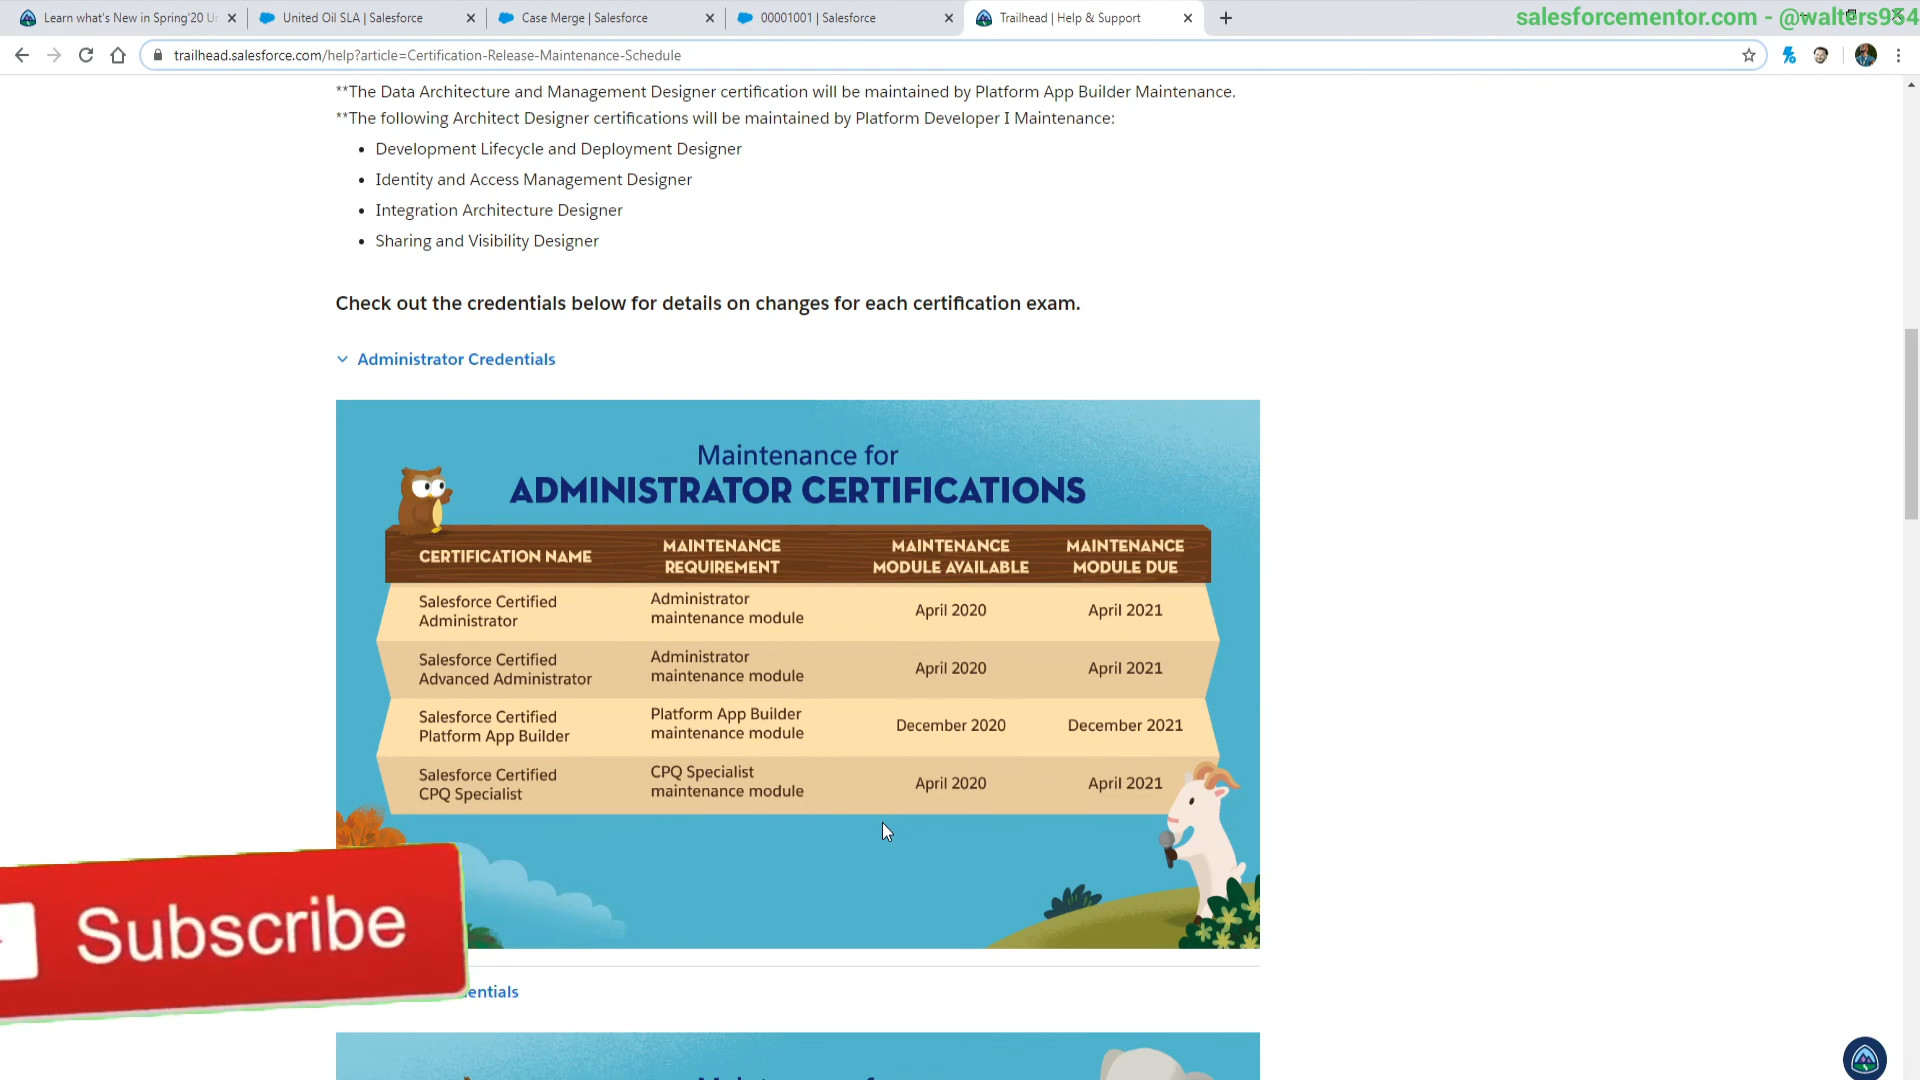 Learn what's New in Spring'20 U
United Oil SLA | Salesforce
Case Merge | Salesforce
00001001 | Salesforce
Trailhead | Help & Support
salesforcementor.com - @walters954
trailhead.salesforce.com/help?article=Certification-Release-Maintenance-Schedule
**The Data Architecture and Management Designer certification will be maintained by Platform App Builder Maintenance.
**The following Architect Designer certifications will be maintained by Platform Developer I Maintenance:
• Development Lifecycle and Deployment Designer
• Identity and Access Management Designer
• Integration Architecture Designer
• Sharing and Visibility Designer
Check out the credentials below for details on changes for each certification exam.
Administrator Credentials
Maintenance for
ADMINISTRATOR CERTIFICATIONS
CERTIFICATION NAME
MAINTENANCE
REQUIREMENT
MAINTENANCE
MODULE AVAILABLE
MAINTENANCE
MODULE DUE
Salesforce Certified
Administrator
Administrator
maintenance module
April 2020
April 2021
Salesforce Certified
Advanced Administrator
Administrator
maintenance module
April 2020
April 2021
Salesforce Certified
Platform App Builder
Platform App Builder
maintenance module
December 2020
December 2021
Salesforce Certified
CPQ Specialist
CPQ Specialist
maintenance module
April 2020
April 2021
Subscribe
entials